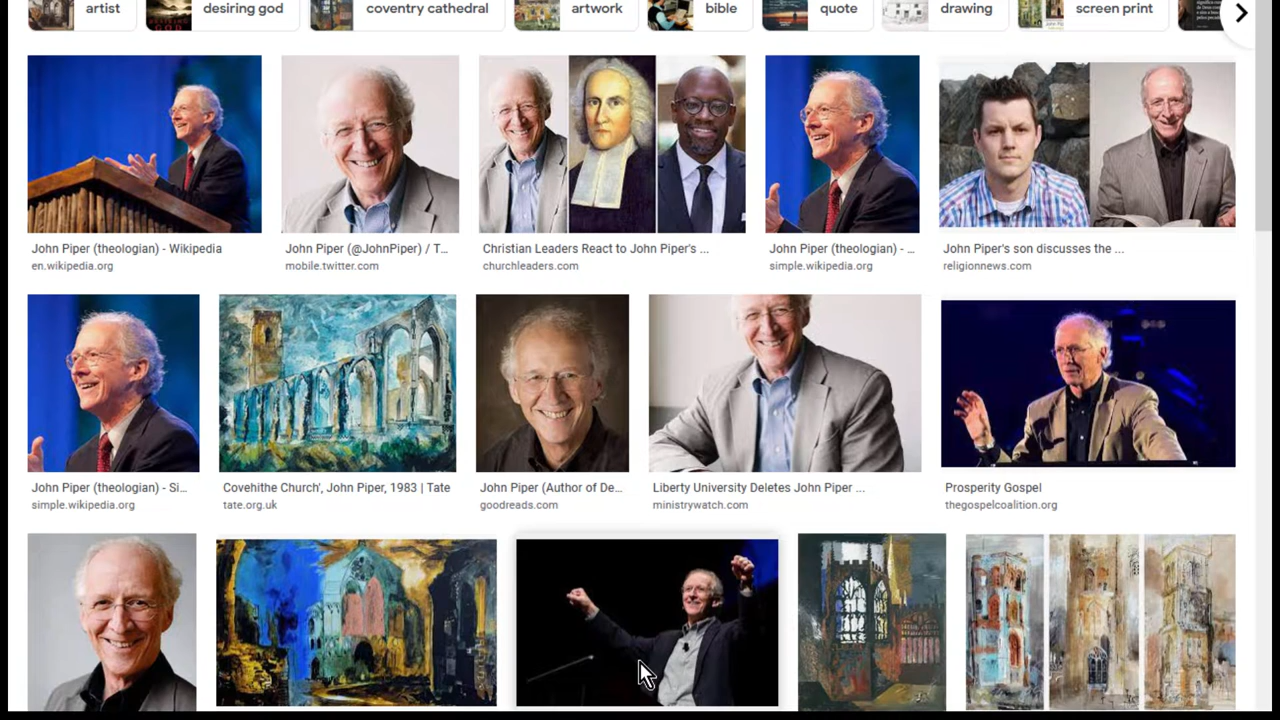 artist
desiring god
coventry cathedral
artwork
bible
quote
drawing
screen print
John Piper (theologian) - Wikipedia
en.wikipedia.org
John Piper (@JohnPiper) / T...
mobile.twitter.com
Christian Leaders React to John Piper's ...
churchleaders.com
John Piper (theologian) - ...
simple.wikipedia.org
John Piper's son discusses the ...
religionnews.com
John Piper (theologian) - Si...
simple.wikipedia.org
Covehithe Church', John Piper, 1983 | Tate
tate.org.uk
John Piper (Author of De...
goodreads.com
Liberty University Deletes John Piper ...
ministrywatch.com
Prosperity Gospel
thegospelcoalition.org